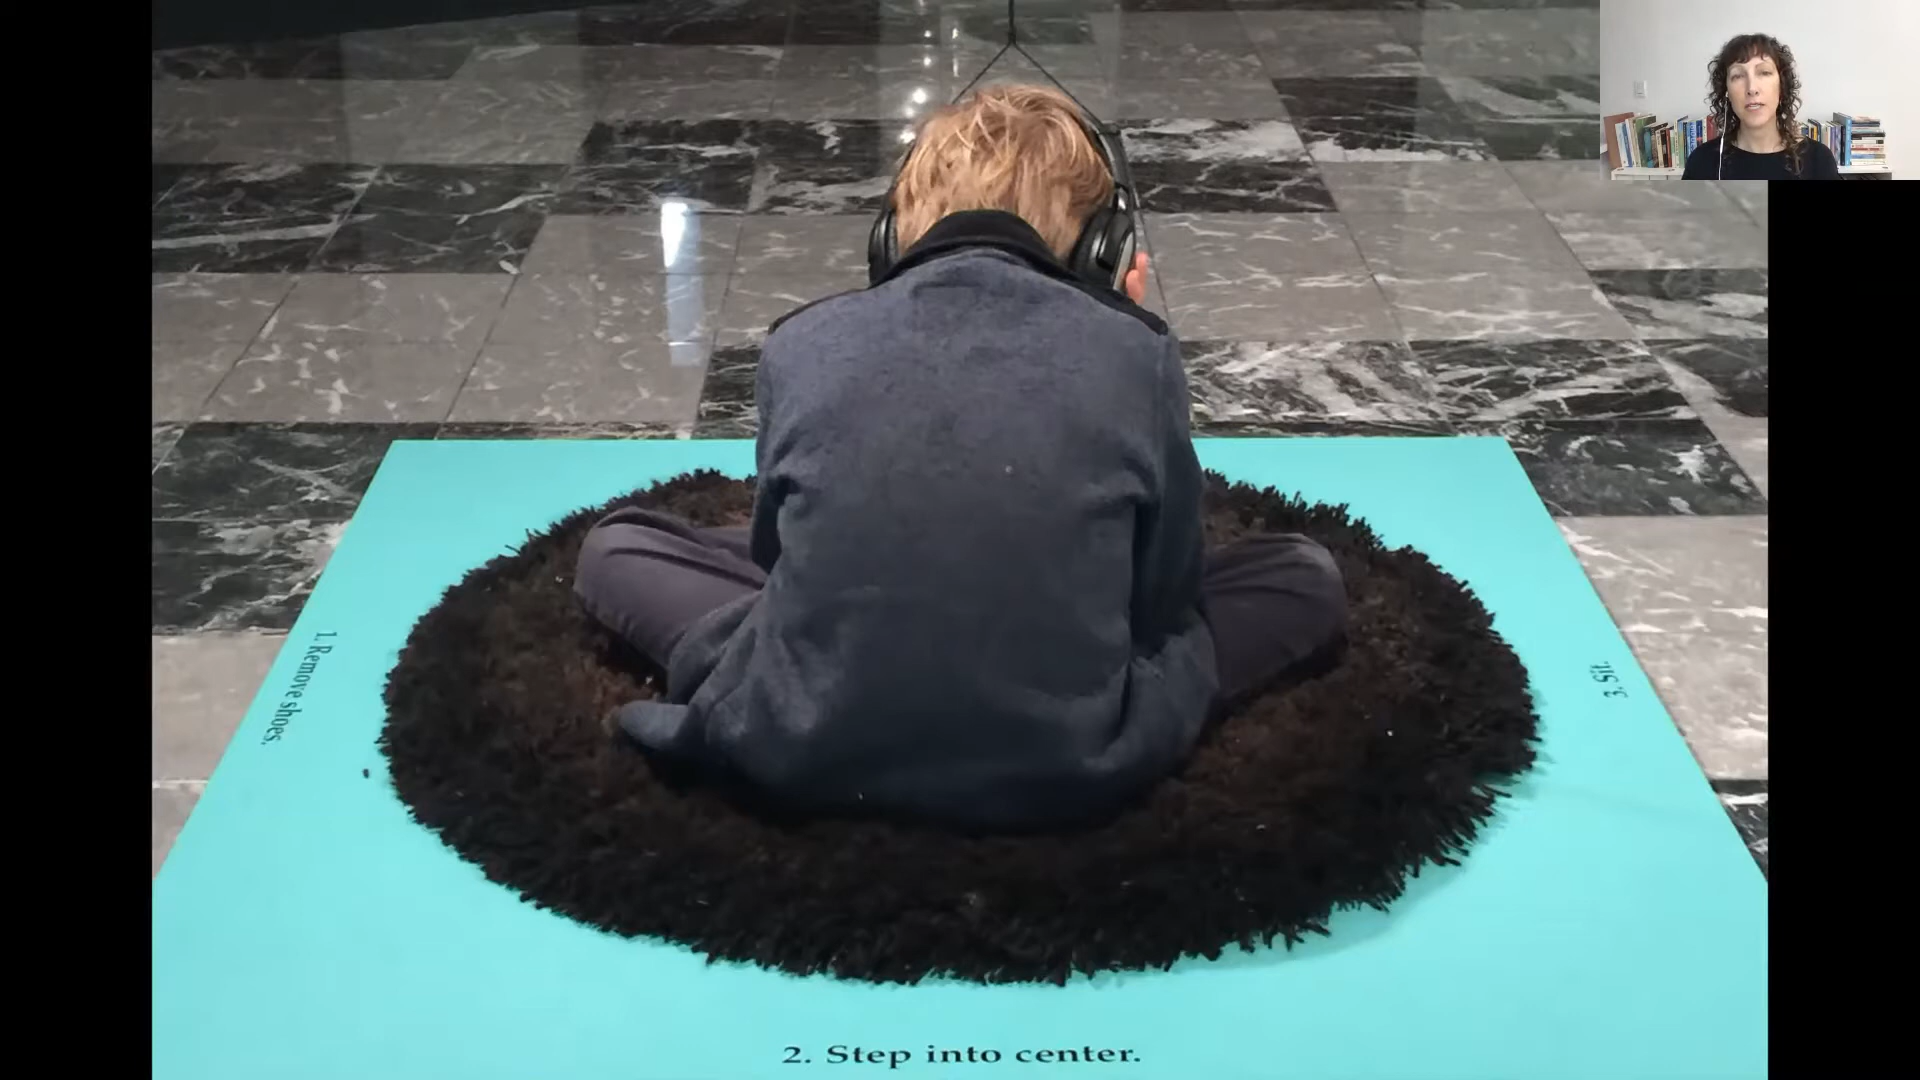 1. Remove shoes.
2. Step into center.
3. Sit.